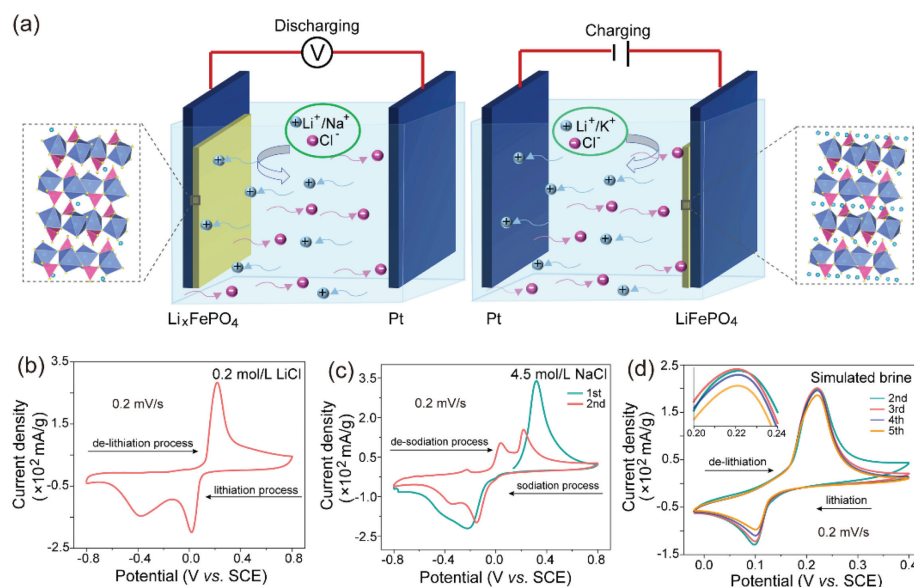 (a)
Discharging
V
Charging
Li⁺/Na⁺
Cl⁻
Li⁺/K⁺
Cl⁻
LiₓFePO₄
Pt
Pt
LiFePO₄
(b)
0.2 mol/L LiCl
0.2 mV/s
de-lithiation process
lithiation process
Current density
(×10² mA/g)
3.5
1.5
-0.5
-2.5
-0.8
-0.4
0.0
0.4
0.8
Potential (V vs. SCE)
(c)
4.5 mol/L NaCl
0.2 mV/s
1st
2nd
de-sodiation process
sodiation process
Current density
(×10² mA/g)
3.5
2.0
0.5
-1.0
-2.5
-0.8
-0.4
0.0
0.4
0.8
Potential (V vs. SCE)
(d)
Simulated brine
2nd
3rd
4th
5th
0.20
0.22
0.24
de-lithiation
lithiation
0.2 mV/s
Current density
(×10² mA/g)
2.5
1.5
0.5
-0.5
-1.5
0.0
0.1
0.2
0.3
0.4
Potential (V vs. SCE)